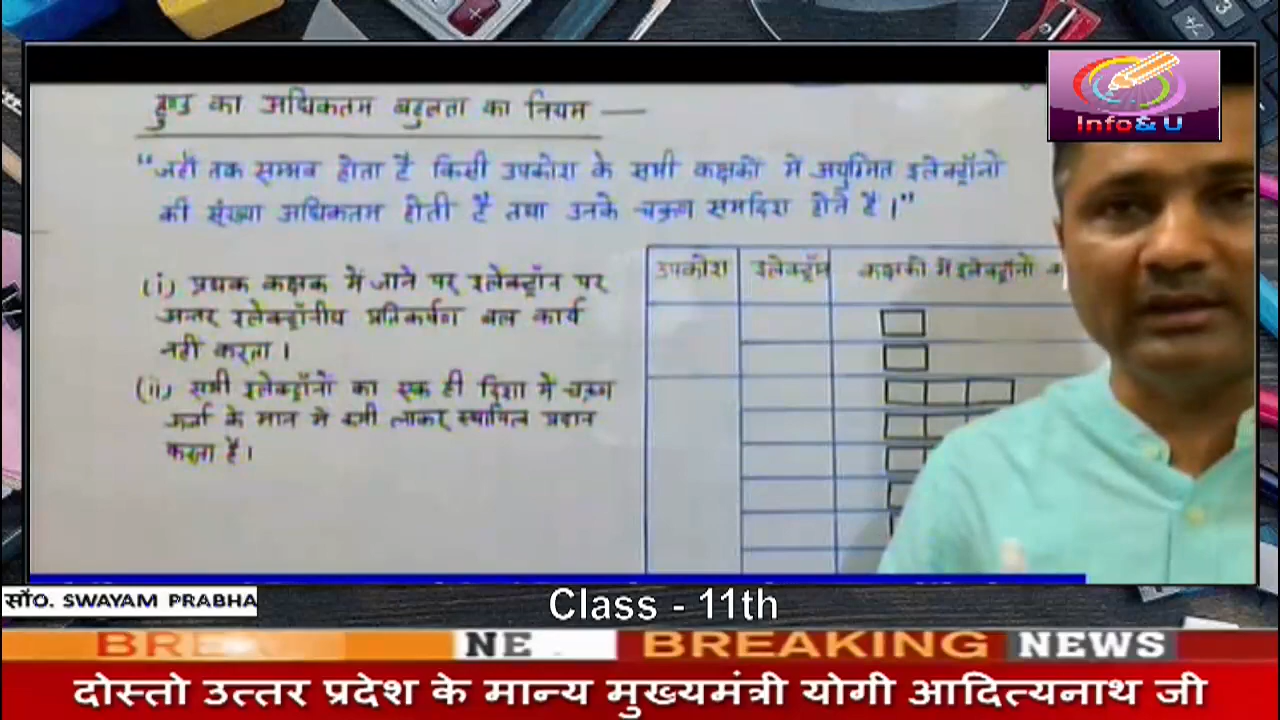 हुण्ड का अधिकतम बहुलता का नियम —
Info& U
"जहाँ तक सम्भव होता है किसी उपकोश के सभी कक्षकों में अयुग्मित इलेक्ट्रॉनों
की संख्या अधिकतम होती है तथा उनके चक्रण समदिश होते है।"
(i) प्रथक कक्षक में जाने पर इलेक्ट्रॉन पर
अन्तर इलेक्ट्रॉनीय प्रतिकर्षण बल कार्य
नही करता।
(ii) सभी इलेक्ट्रॉनों का एक ही दिशा में चक्रण
ऊर्जा के मान में कमी लाकर स्थायित्व प्रदान
करता है।
उपकोश इलेक्ट्रॉन कक्षकों में इलेक्ट्रॉनों
सॉO. SWAYAM PRABHA
Class - 11th
BRE NE BREAKING NEWS
दोस्तो उत्तर प्रदेश के मान्य मुख्यमंत्री योगी आदित्यनाथ जी